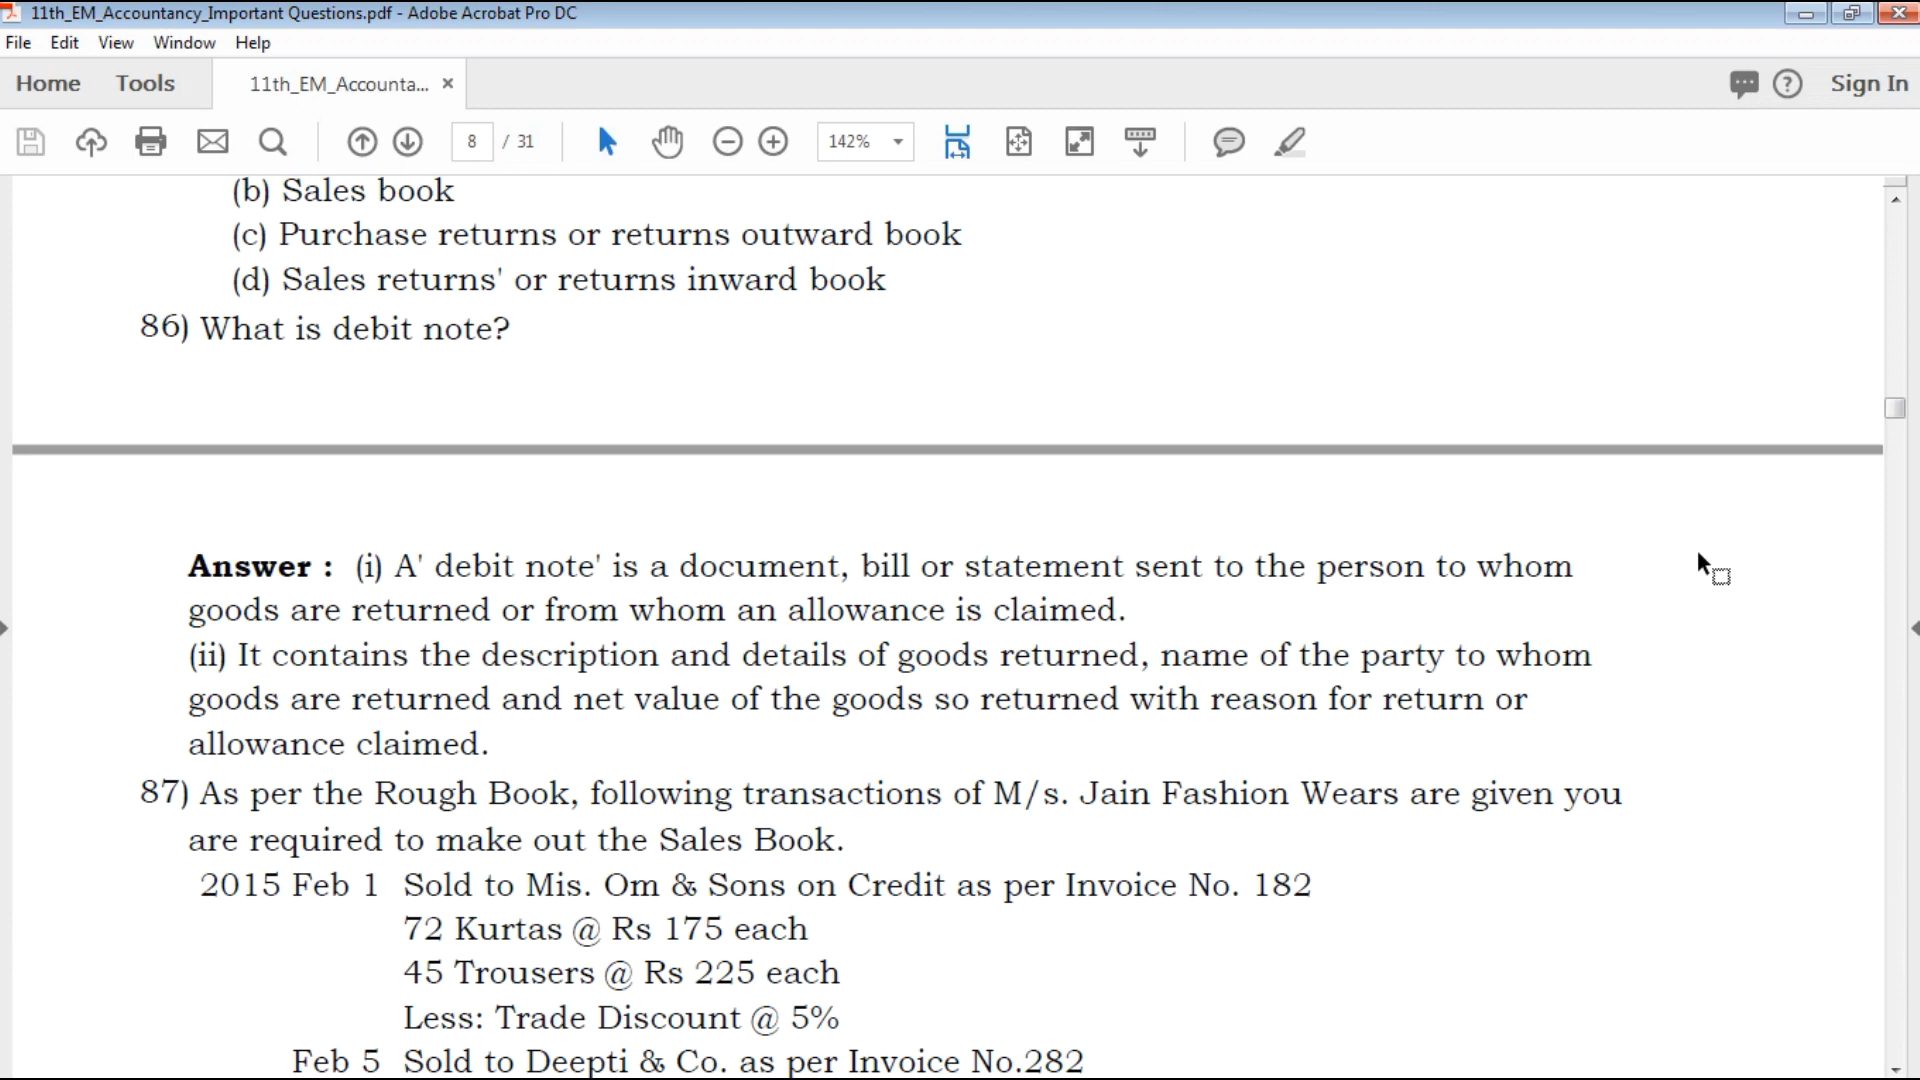 11th_EM_Accountancy_Important Questions.pdf - Adobe Acrobat Pro DC
File Edit View Window Help
Home Tools 11th_EM_Accounta... × Sign In
8 / 31 142%
(b) Sales book
(c) Purchase returns or returns outward book
(d) Sales returns' or returns inward book
86) What is debit note?
Answer : (i) A' debit note' is a document, bill or statement sent to the person to whom
goods are returned or from whom an allowance is claimed.
(ii) It contains the description and details of goods returned, name of the party to whom
goods are returned and net value of the goods so returned with reason for return or
allowance claimed.
87) As per the Rough Book, following transactions of M/s. Jain Fashion Wears are given you
are required to make out the Sales Book.
2015 Feb 1 Sold to Mis. Om & Sons on Credit as per Invoice No. 182
72 Kurtas @ Rs 175 each
45 Trousers @ Rs 225 each
Less: Trade Discount @ 5%
Feb 5 Sold to Deepti & Co. as per Invoice No.282